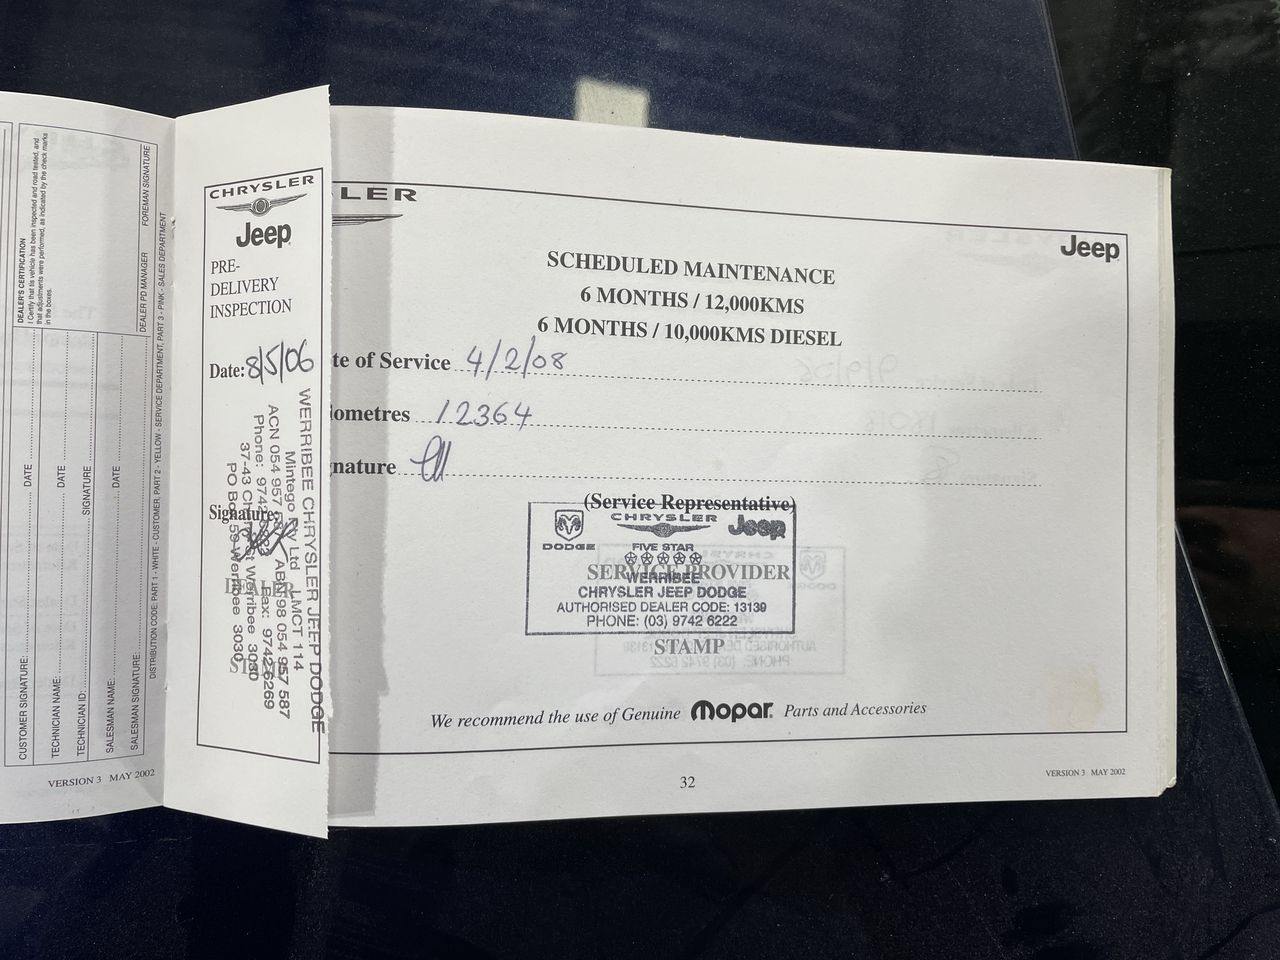 DEALER'S CERTIFICATION
I Certify that tis vehicle has been inspected and road tested, and
that adjustments were performed, as indicated by the check marks
in the boxes.
DEALER PD MANAGER
FOREMAN SIGNATURE
CUSTOMER SIGNATURE: DATE
TECHNICIAN NAME: DATE
TECHNICIAN ID: SIGNATURE
SALESMAN NAME: DATE
SALESMAN SIGNATURE:
DISTRIBUTION CODE: PART 1 - WHITE - CUSTOMER, PART 2 - YELLOW - SERVICE DEPARTMENT, PART 3 - PINK - SALES DEPARTMENT
VERSION 3 MAY 2002
CHRYSLER
Jeep
PRE-
DELIVERY
INSPECTION
Date: 8/5/06
Signature:
WERRIBEE CHRYSLER JEEP DODGE
Mintego Pty Ltd LMCT 114
ACN 054 957 ABN 98 054 957 587
Phone: 9742 Fax: 9742 6269
37-43 Werribee 3030
PO Box 59 Werribee 3030
LER
Jeep
SCHEDULED MAINTENANCE
6 MONTHS / 12,000KMS
6 MONTHS / 10,000KMS DIESEL
te of Service 4/2/08
ometres 12364
nature
(Service Representative)
CHRYSLER
Jeep
DODGE
FIVE STAR
SERVICE PROVIDER
WERRIBEE
CHRYSLER JEEP DODGE
AUTHORISED DEALER CODE: 13139
PHONE: (03) 9742 6222
STAMP
We recommend the use of Genuine Mopar Parts and Accessories
32
VERSION 3 MAY 2002